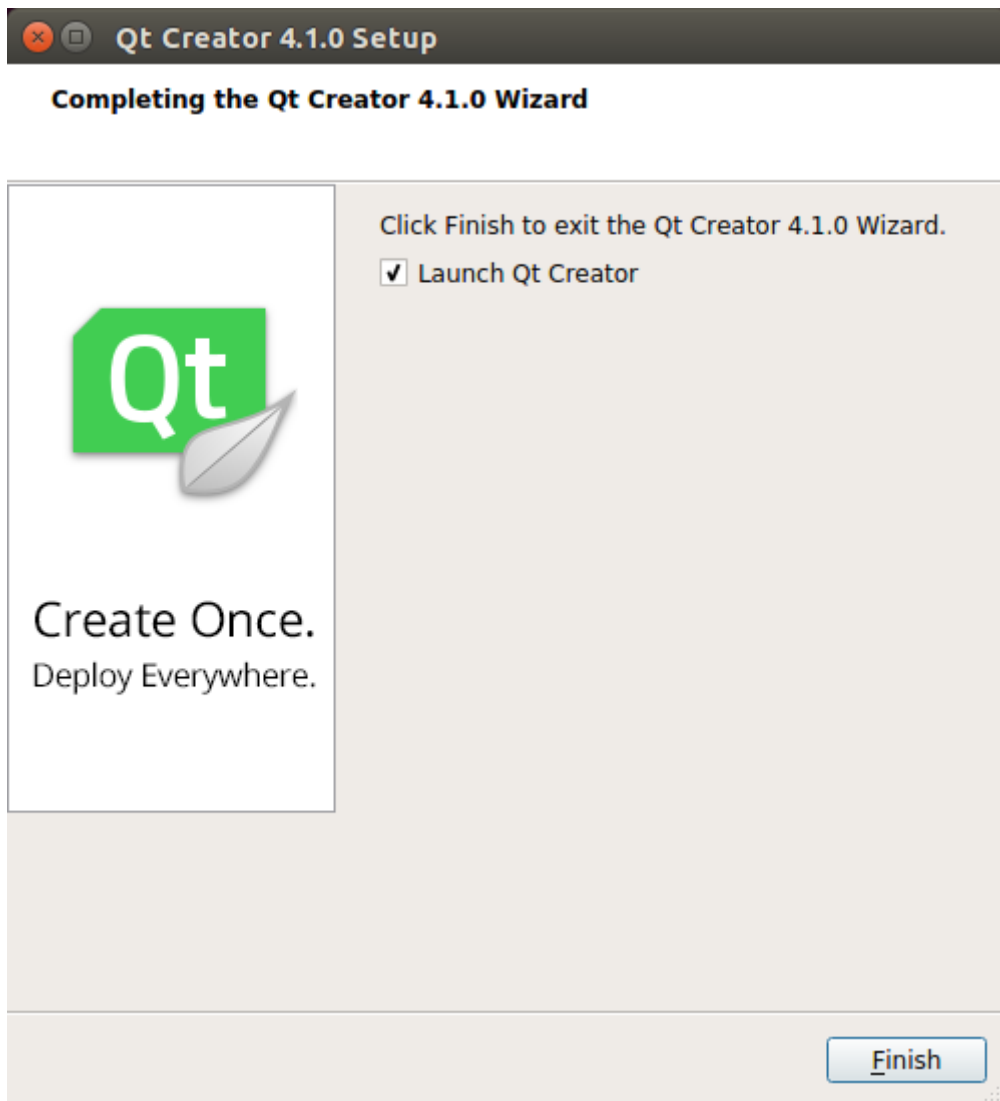 Qt Creator 4.1.0 Setup
Completing the Qt Creator 4.1.0 Wizard
Click Finish to exit the Qt Creator 4.1.0 Wizard.
Launch Qt Creator
Qt
Create Once.
Deploy Everywhere.
Finish